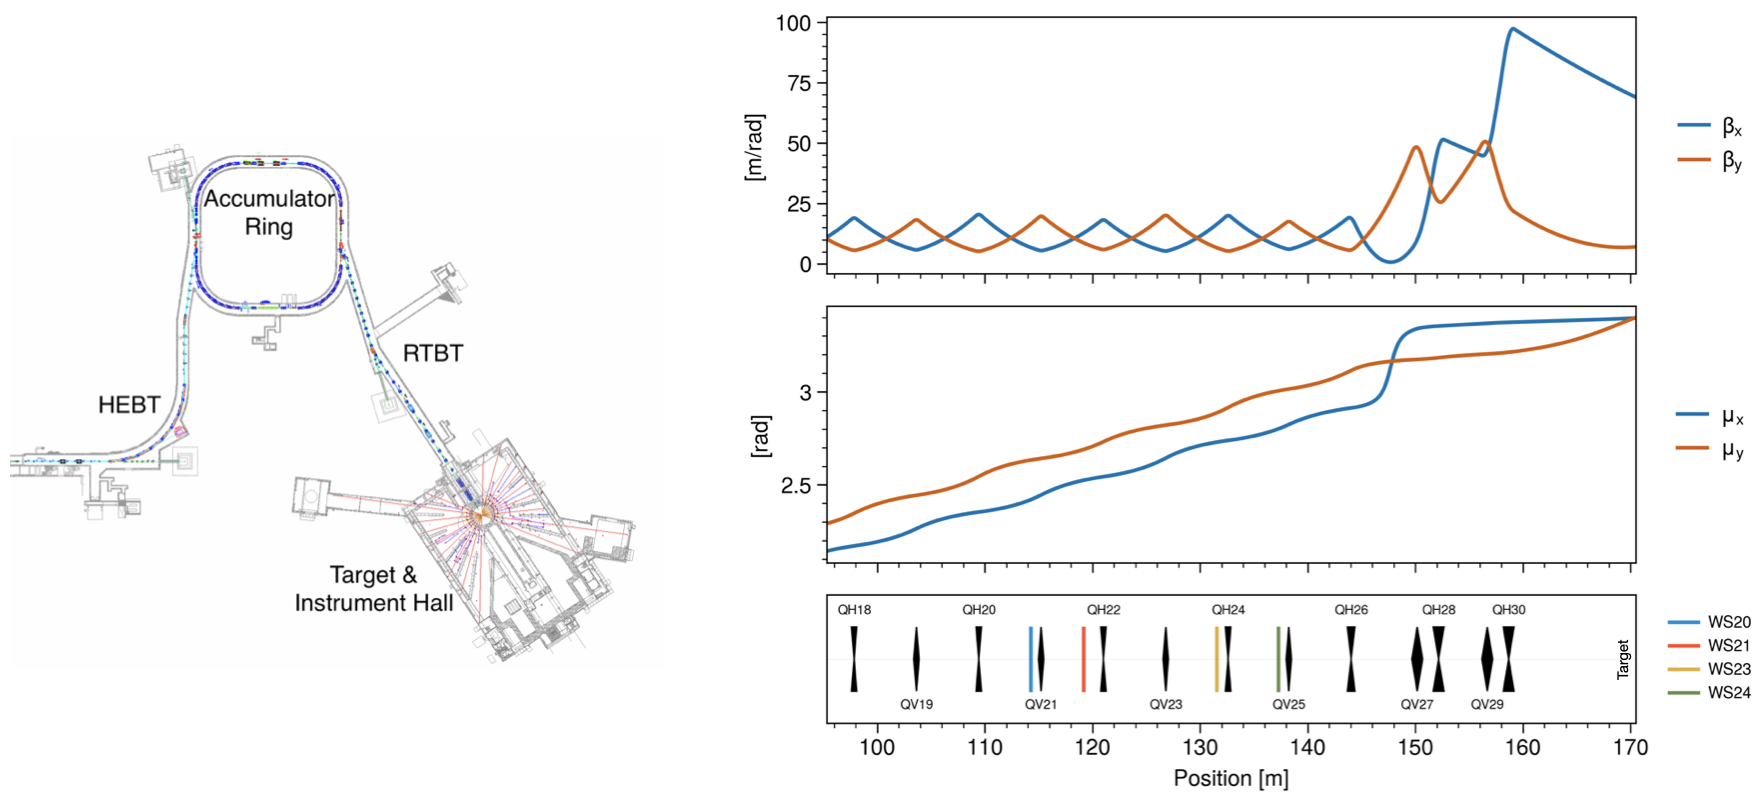 Accumulator
Ring
HEBT
RTBT
Target &
Instrument Hall
100
75
50
25
0
[m/rad]
βx
βy
3
2.5
[rad]
μx
μy
QH18
QH20
QH22
QH24
QH26
QH28
QH30
QV19
QV21
QV23
QV25
QV27
QV29
Target
WS20
WS21
WS23
WS24
100
110
120
130
140
150
160
170
Position [m]